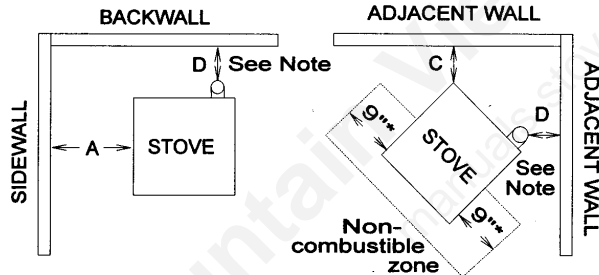 BACKWALL
D See Note
SIDEWALL
A
STOVE
ADJACENT WALL
C
D
ADJACENT WALL
9"*
STOVE
See
Note
9"*
Non-
combustible
zone